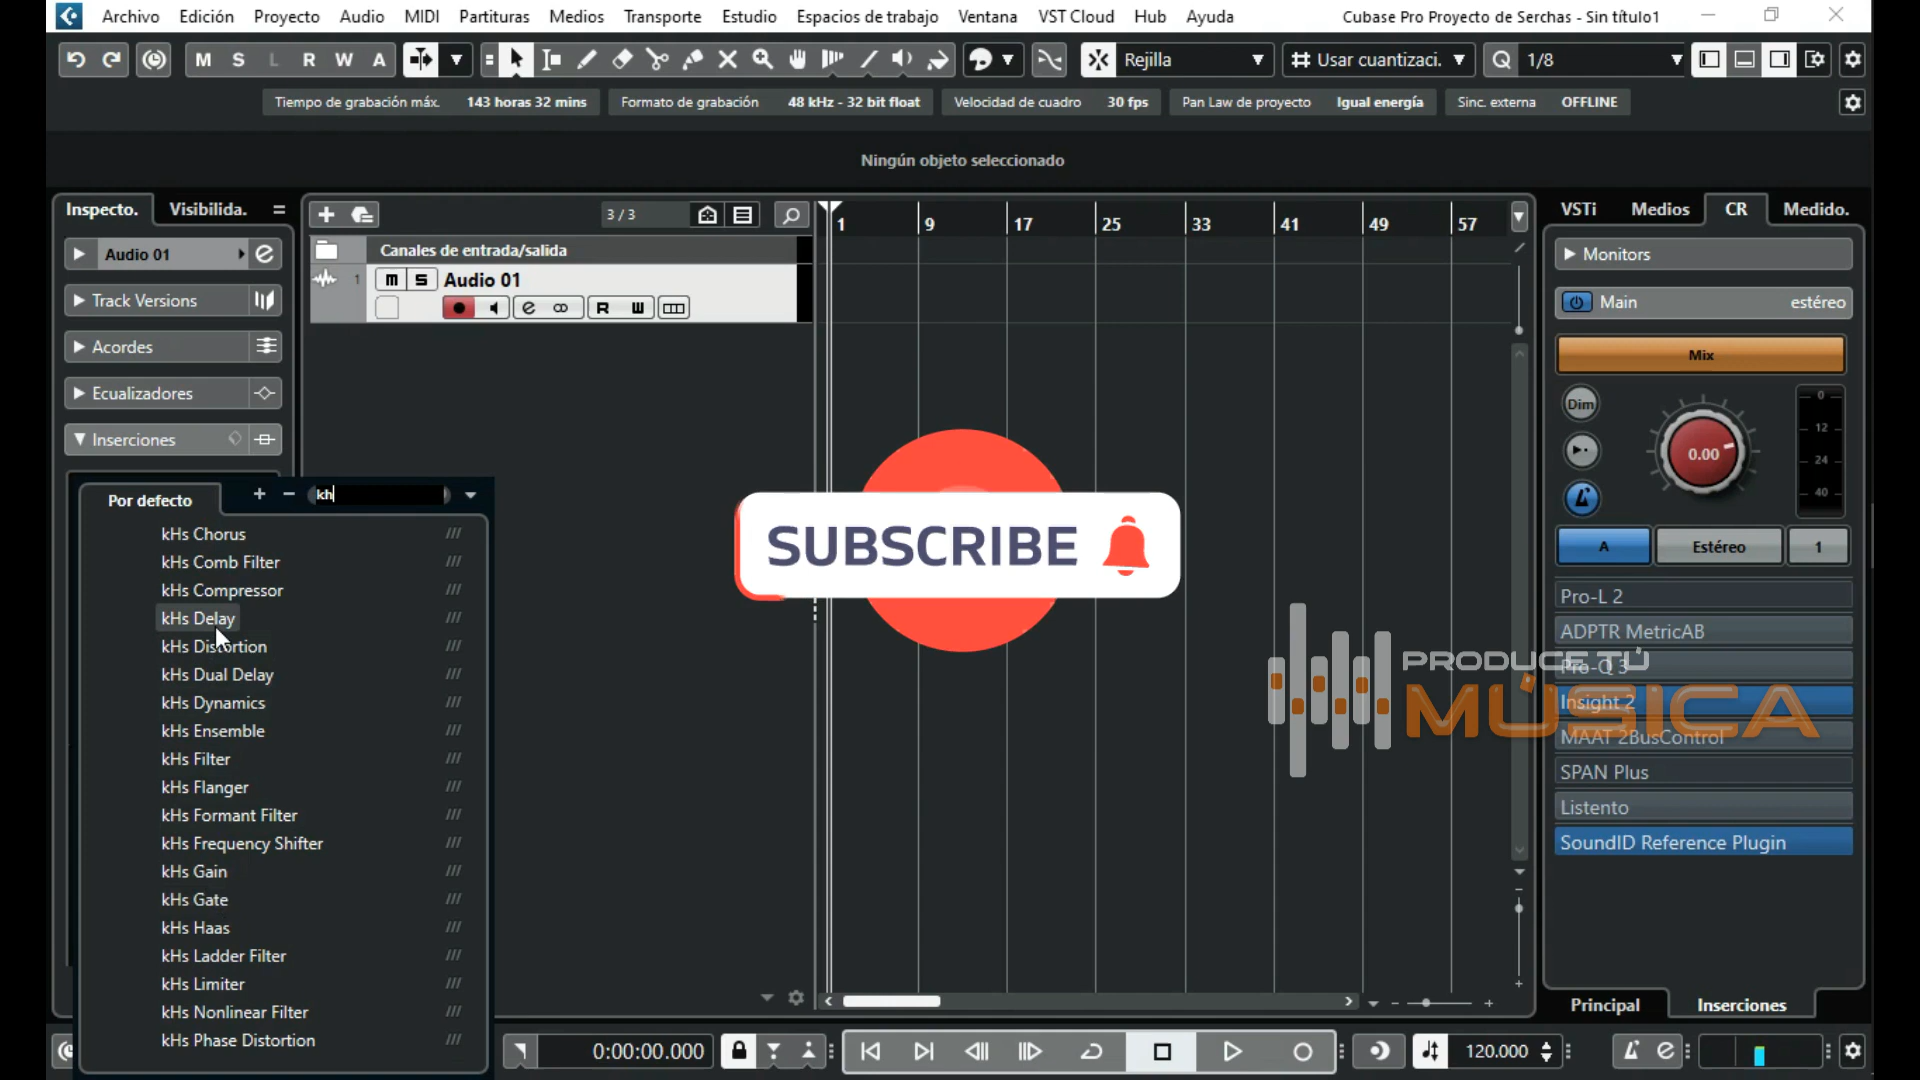 Archivo Edición Proyecto Audio MIDI Partituras Medios Transporte Estudio Espacios de trabajo Ventana VST Cloud Hub Ayuda Cubase Pro Proyecto de Serchas - Sin título1
M S L R W A Rejilla Usar cuantizaci. Q 1/8
Tiempo de grabación máx. 143 horas 32 mins Formato de grabación 48 kHz - 32 bit float Velocidad de cuadro 30 fps Pan Law de proyecto Igual energía Sinc. externa OFFLINE
Ningún objeto seleccionado
Inspecto. Visibilida. 3 / 3 1 9 17 25 33 41 49 57 VSTi Medios CR Medido.
Audio 01 Canales de entrada/salida Monitors
1 m s Audio 01
R W
Track Versions Main estéreo
Acordes Mix
Ecualizadores Dim 0 12 24 40
Inserciones 0.00
Por defecto kh
A Estéreo 1
SUBSCRIBE
kHs Chorus
kHs Comb Filter
kHs Compressor
kHs Delay
kHs Distortion
kHs Dual Delay
kHs Dynamics
kHs Ensemble
kHs Filter
kHs Flanger
kHs Formant Filter
kHs Frequency Shifter
kHs Gain
kHs Gate
kHs Haas
kHs Ladder Filter
kHs Limiter
kHs Nonlinear Filter
kHs Phase Distortion
Pro-L 2
ADPTR MetricAB
Pro-Q 3
Insight 2
MAAT 2BusControl
SPAN Plus
Listento
SoundID Reference Plugin
PRODUCE TÚ
MÚSICA
Principal Inserciones
0:00:00.000 120.000